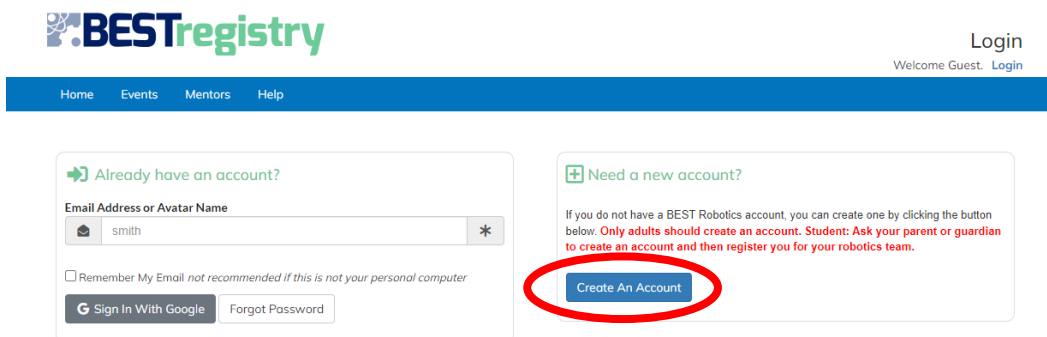 BESTregistry
Login
Welcome Guest. Login
Home Events Mentors Help
Already have an account?
Email Address or Avatar Name
smith
Remember My Email not recommended if this is not your personal computer
G Sign In With Google Forgot Password
Need a new account?
If you do not have a BEST Robotics account, you can create one by clicking the button
below. Only adults should create an account. Student: Ask your parent or guardian
to create an account and then register you for your robotics team.
Create An Account